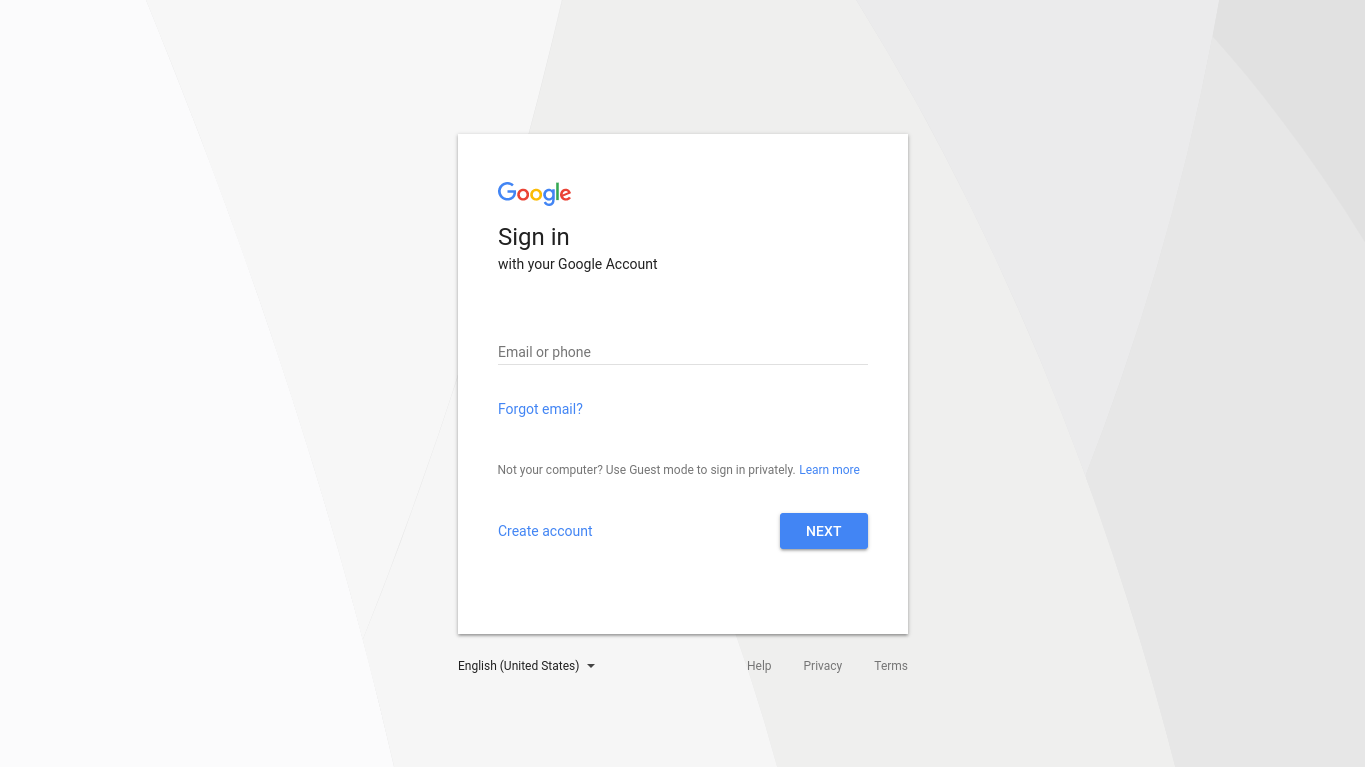 Google
Sign in
with your Google Account
Email or phone
Forgot email?
Not your computer? Use Guest mode to sign in privately. Learn more
Create account NEXT
English (United States) Help Privacy Terms